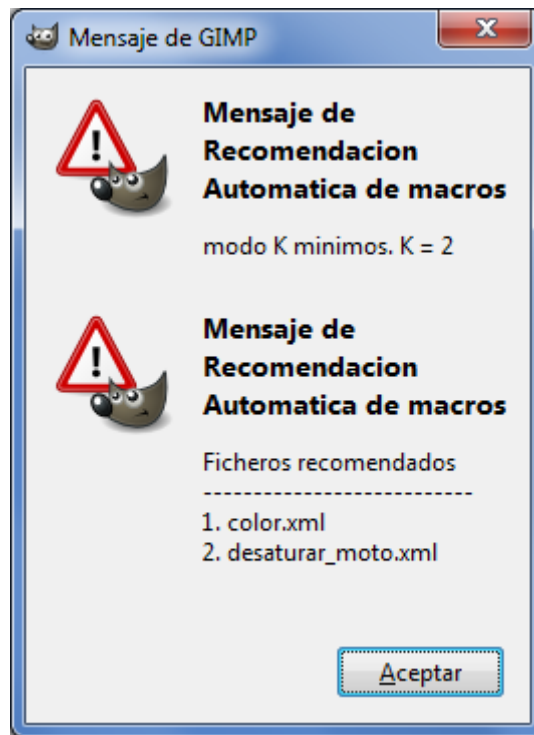 Mensaje de GIMP
Mensaje de
Recomendacion
Automatica de macros
modo K minimos. K = 2
Mensaje de
Recomendacion
Automatica de macros
Ficheros recomendados
---------------------------
1. color.xml
2. desaturar_moto.xml
Aceptar